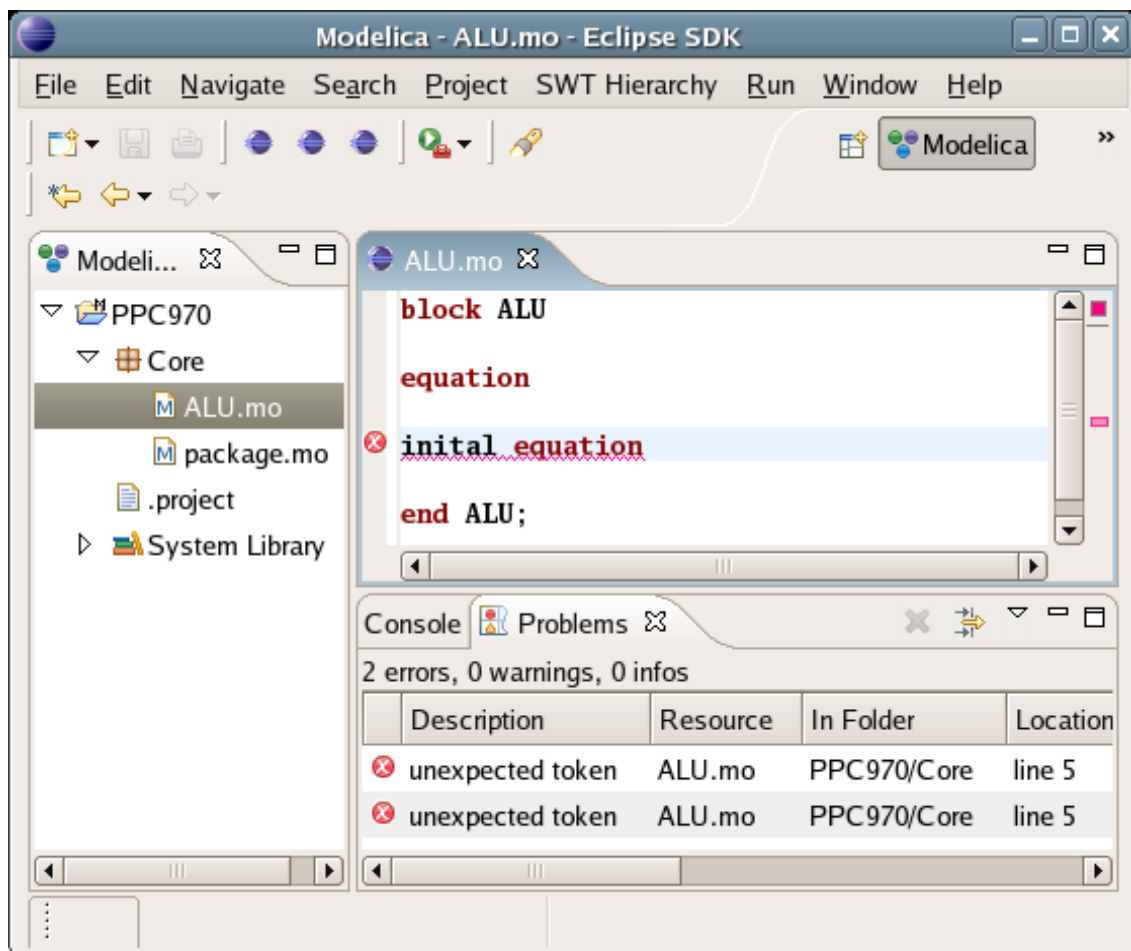 Modelica - ALU.mo - Eclipse SDK
File Edit Navigate Search Project SWT Hierarchy Run Window Help
Modelica »
Modeli...
PPC970
Core
ALU.mo
package.mo
.project
System Library
ALU.mo
block ALU
equation
inital equation
end ALU;
Console Problems
2 errors, 0 warnings, 0 infos
Description Resource In Folder Location
unexpected token ALU.mo PPC970/Core line 5
unexpected token ALU.mo PPC970/Core line 5